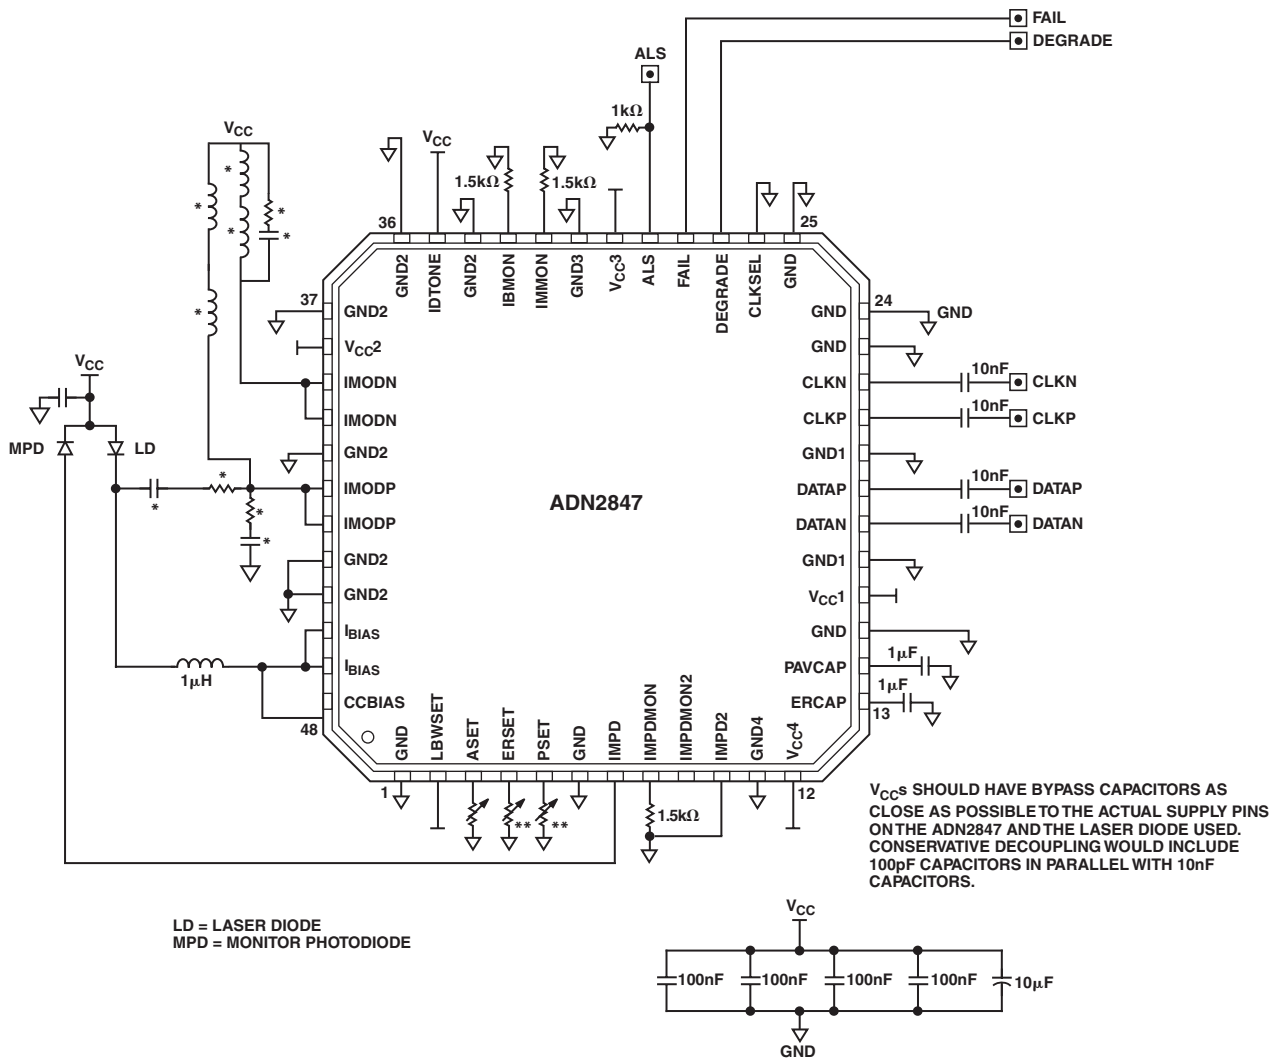 FAIL
DEGRADE
ALS
1kΩ
VCC
VCC
1.5kΩ
1.5kΩ
*
*
*
*
*
*
*
36
25
GND2
IDTONE
GND2
IBMON
IMMON
GND3
VCC3
ALS
FAIL
DEGRADE
CLKSEL
GND
37
GND2
VCC2
IMODN
IMODN
GND2
IMODP
IMODP
GND2
GND2
IBIAS
IBIAS
CCBIAS
48
VCC
MPD
LD
*
*
*
*
1µH
ADN2847
24
GND
GND
GND
CLKN
10nF
CLKN
CLKP
10nF
CLKP
GND1
DATAP
10nF
DATAP
DATAN
10nF
DATAN
GND1
VCC1
GND
PAVCAP
1µF
ERCAP
1µF
13
GND
LBWSET
ASET
ERSET
PSET
GND
IMPD
IMPDMON
IMPDMON2
IMPD2
GND4
VCC4
1
12
**
**
1.5kΩ
VCCs SHOULD HAVE BYPASS CAPACITORS AS
CLOSE AS POSSIBLE TO THE ACTUAL SUPPLY PINS
ON THE ADN2847 AND THE LASER DIODE USED.
CONSERVATIVE DECOUPLING WOULD INCLUDE
100pF CAPACITORS IN PARALLEL WITH 10nF
CAPACITORS.
LD = LASER DIODE
MPD = MONITOR PHOTODIODE
VCC
100nF
100nF
100nF
100nF
10µF
GND